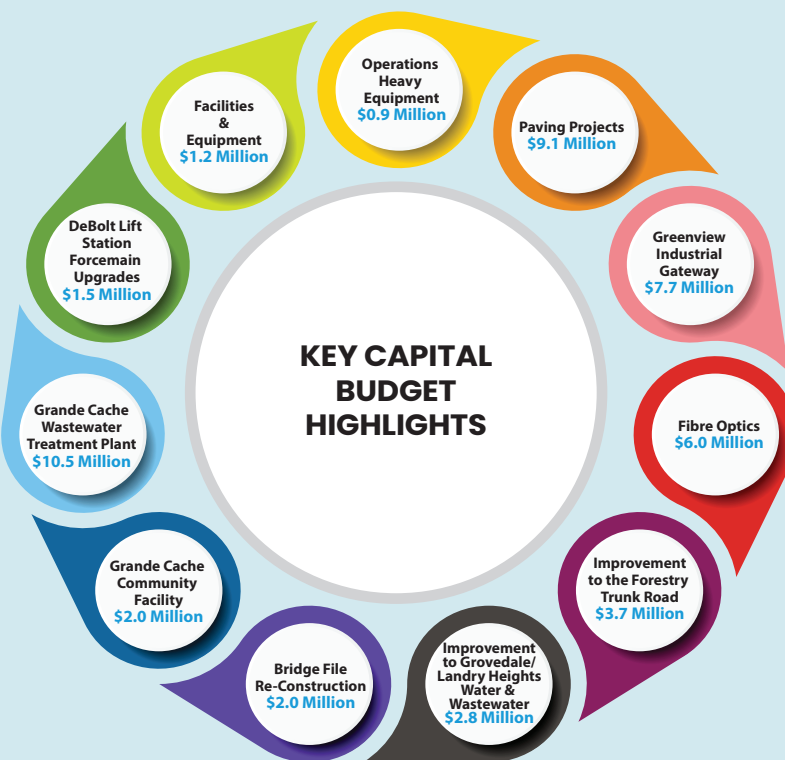 KEY CAPITAL
BUDGET
HIGHLIGHTS
Operations
Heavy
Equipment
$0.9 Million
Paving Projects
$9.1 Million
Greenview
Industrial
Gateway
$7.7 Million
Fibre Optics
$6.0 Million
Improvement
to the Forestry
Trunk Road
$3.7 Million
Improvement
to Grovedale/
Landry Heights
Water &
Wastewater
$2.8 Million
Bridge File
Re-Construction
$2.0 Million
Grande Cache
Community
Facility
$2.0 Million
Grande Cache
Wastewater
Treatment Plant
$10.5 Million
DeBolt Lift
Station
Forcemain
Upgrades
$1.5 Million
Facilities
&
Equipment
$1.2 Million